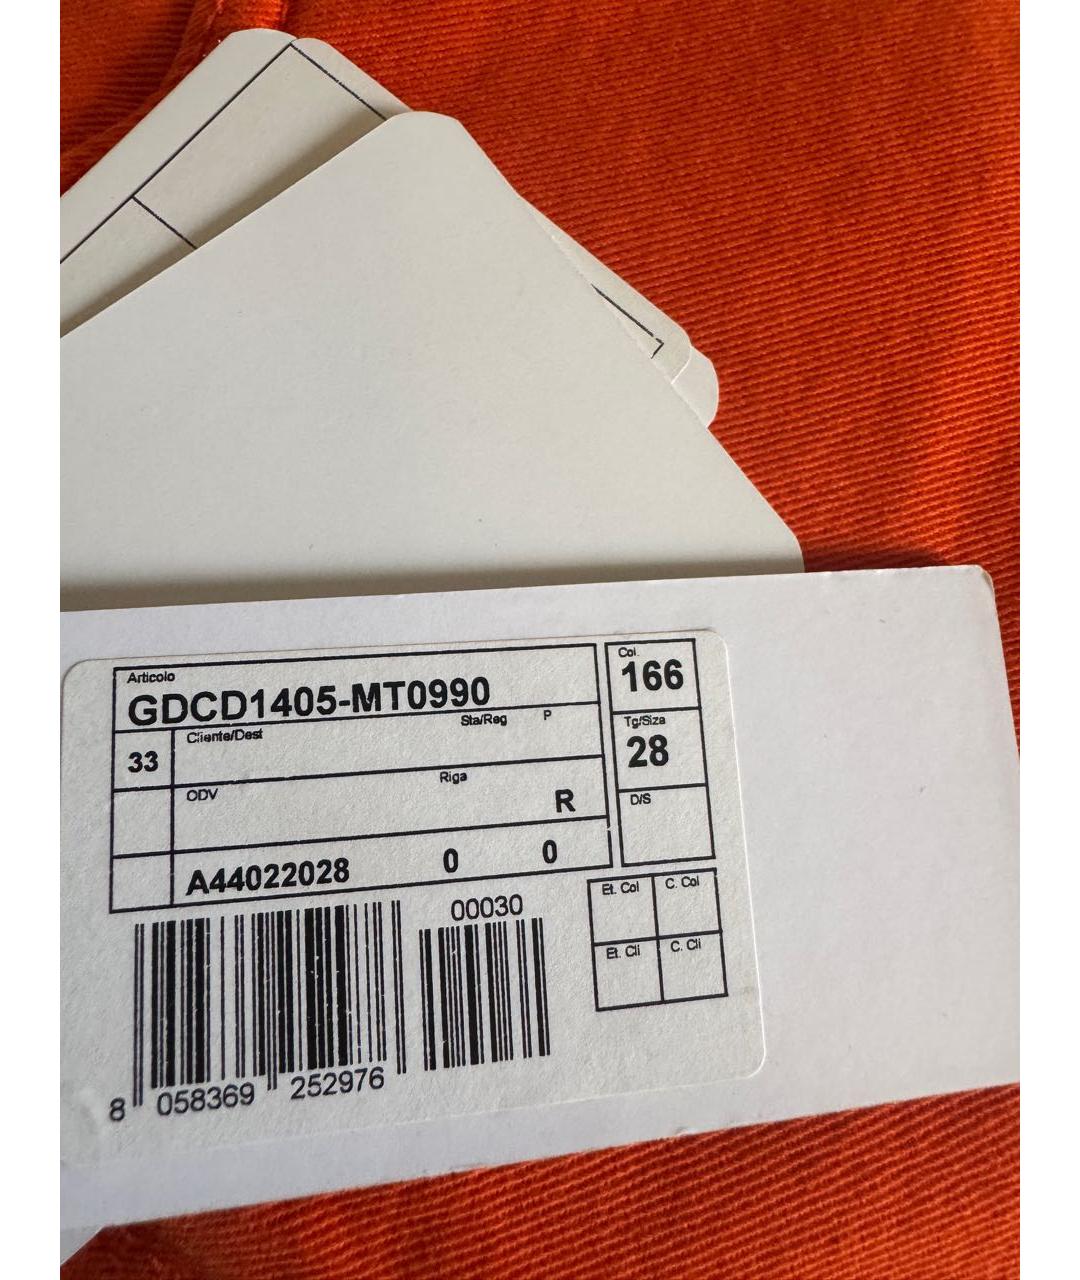 Articolo
GDCD1405-MT0990
Col.
166
33
Cliente/Dest
Sta/Reg
P
Tg/Size
28
ODV
Riga
R
D/S
A44022028
0
0
Et. Col
C. Col
Et. Cli
C. Cli
00030
8 058369 252976